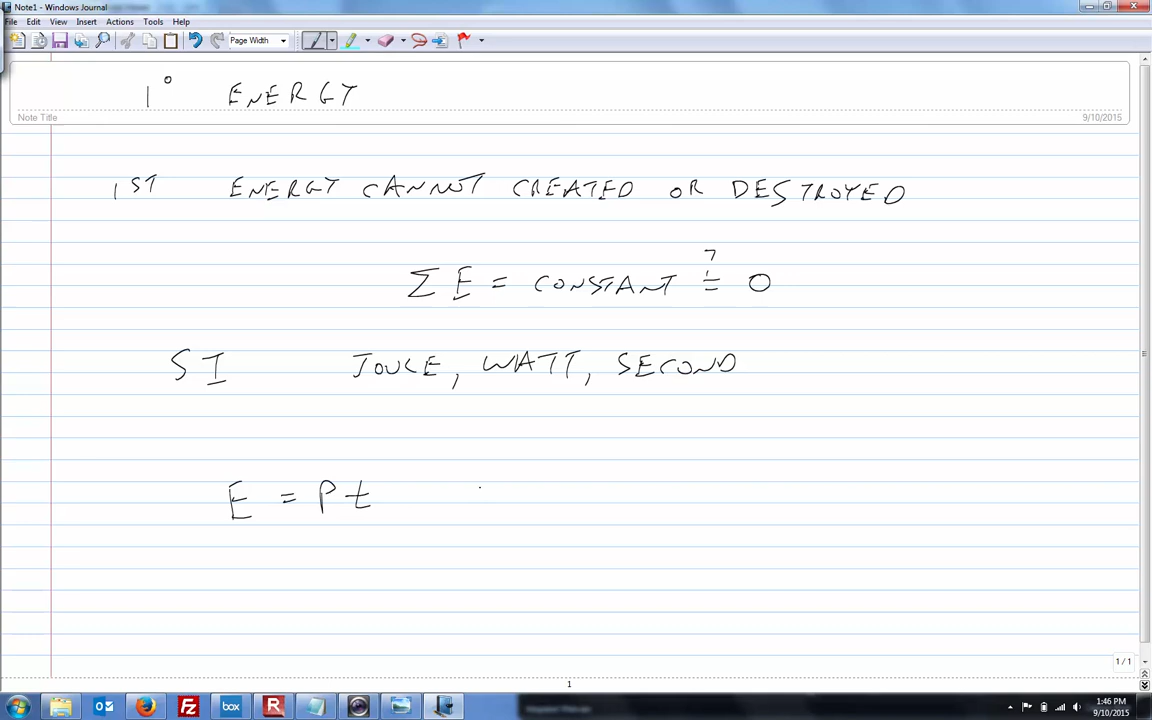 Note1 - Windows Journal
File Edit View Insert Actions Tools Help
Page Width
1° ENERGY
Note Title
9/10/2015
1ST ENERGY CANNOT CREATED OR DESTROYED
Σ E = CONSTANT ≟ 0
SI JOULE, WATT, SECOND
E = Pt
1/1
1
box
R
1:46 PM
9/10/2015